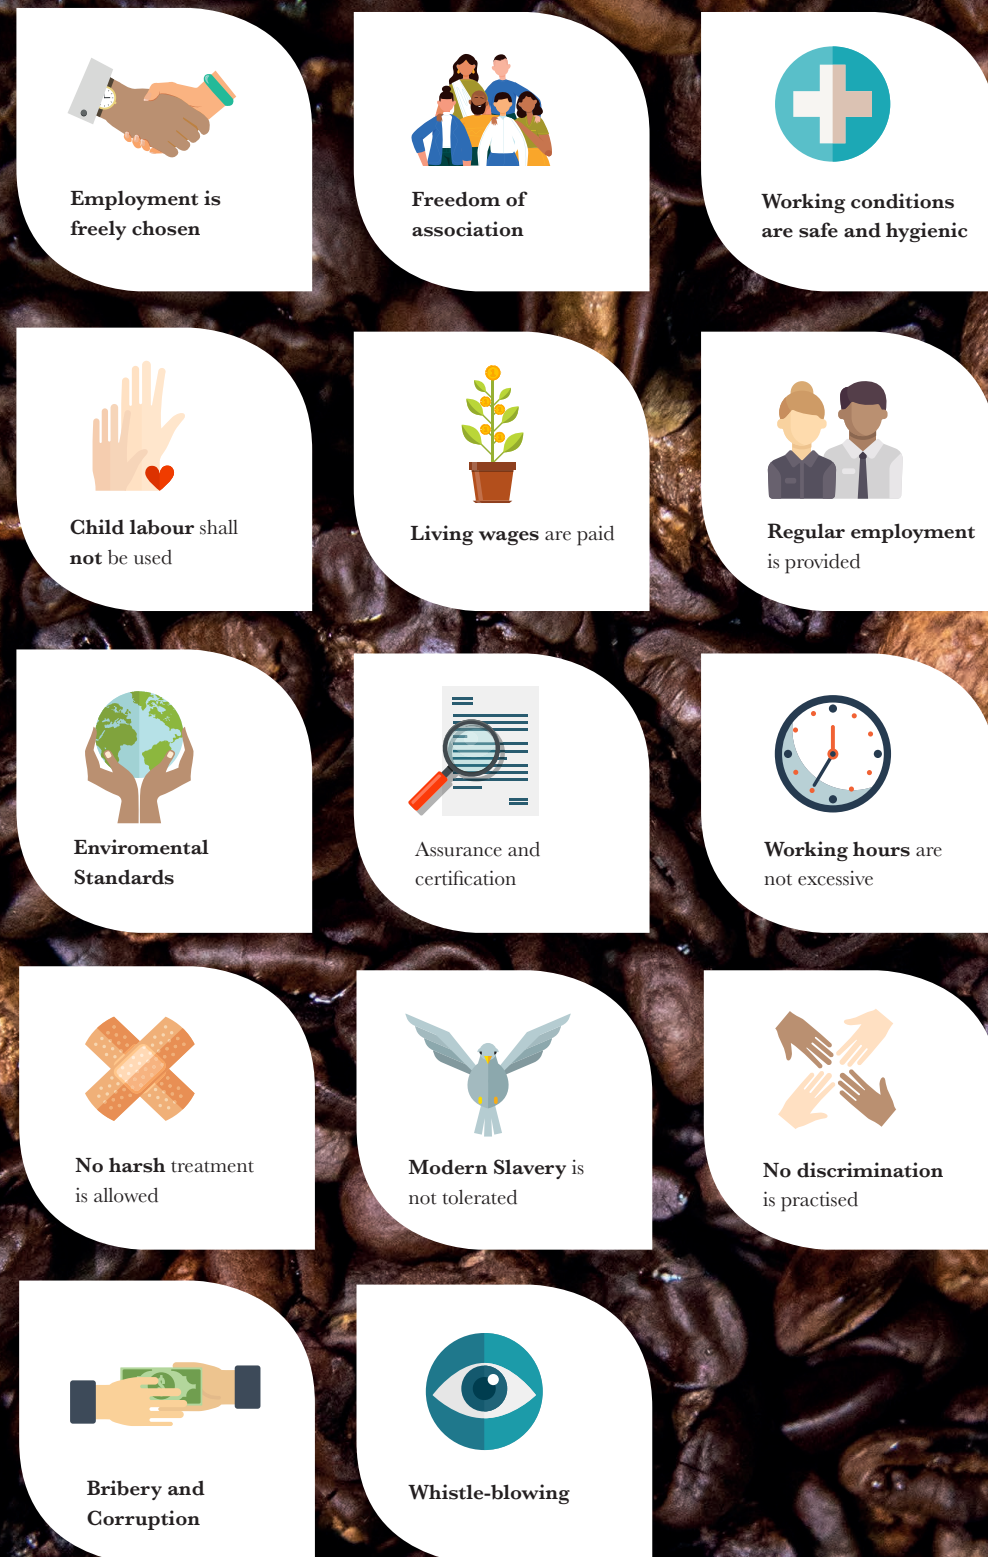 Employment is
freely chosen
Freedom of
association
Working conditions
are safe and hygienic
Child labour shall
not be used
Living wages are paid
Regular employment
is provided
Enviromental
Standards
Assurance and
certification
Working hours are
not excessive
No harsh treatment
is allowed
Modern Slavery is
not tolerated
No discrimination
is practised
Bribery and
Corruption
Whistle-blowing